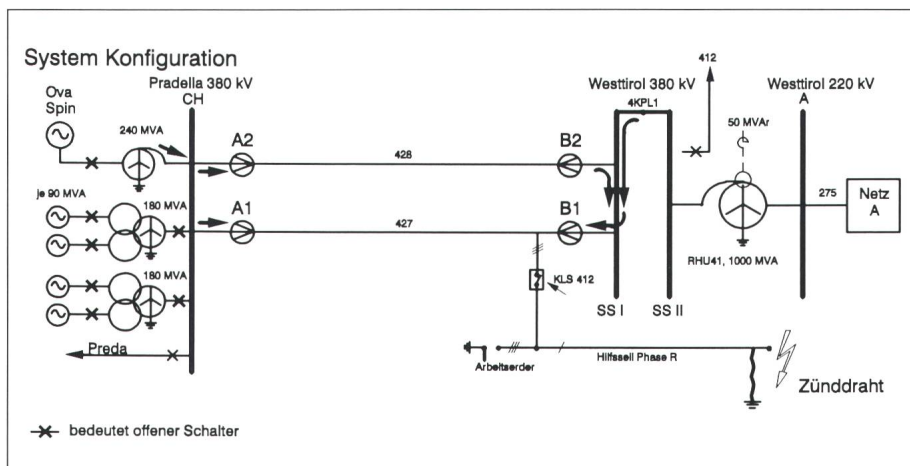 System Konfiguration
Pradella 380 kV
CH
Ova
Spin
240 MVA
A2
428
B2
Westtirol 380 kV
4KPL1
412
Westtirol 220 kV
A
50 MVAr
je 90 MVA
180 MVA
A1
427
B1
275
Netz
A
RHU41, 1000 MVA
180 MVA
KLS 412
SS I
SS II
Preda
Arbeitserder
Hilfsseil Phase R
Zünddraht
bedeutet offener Schalter